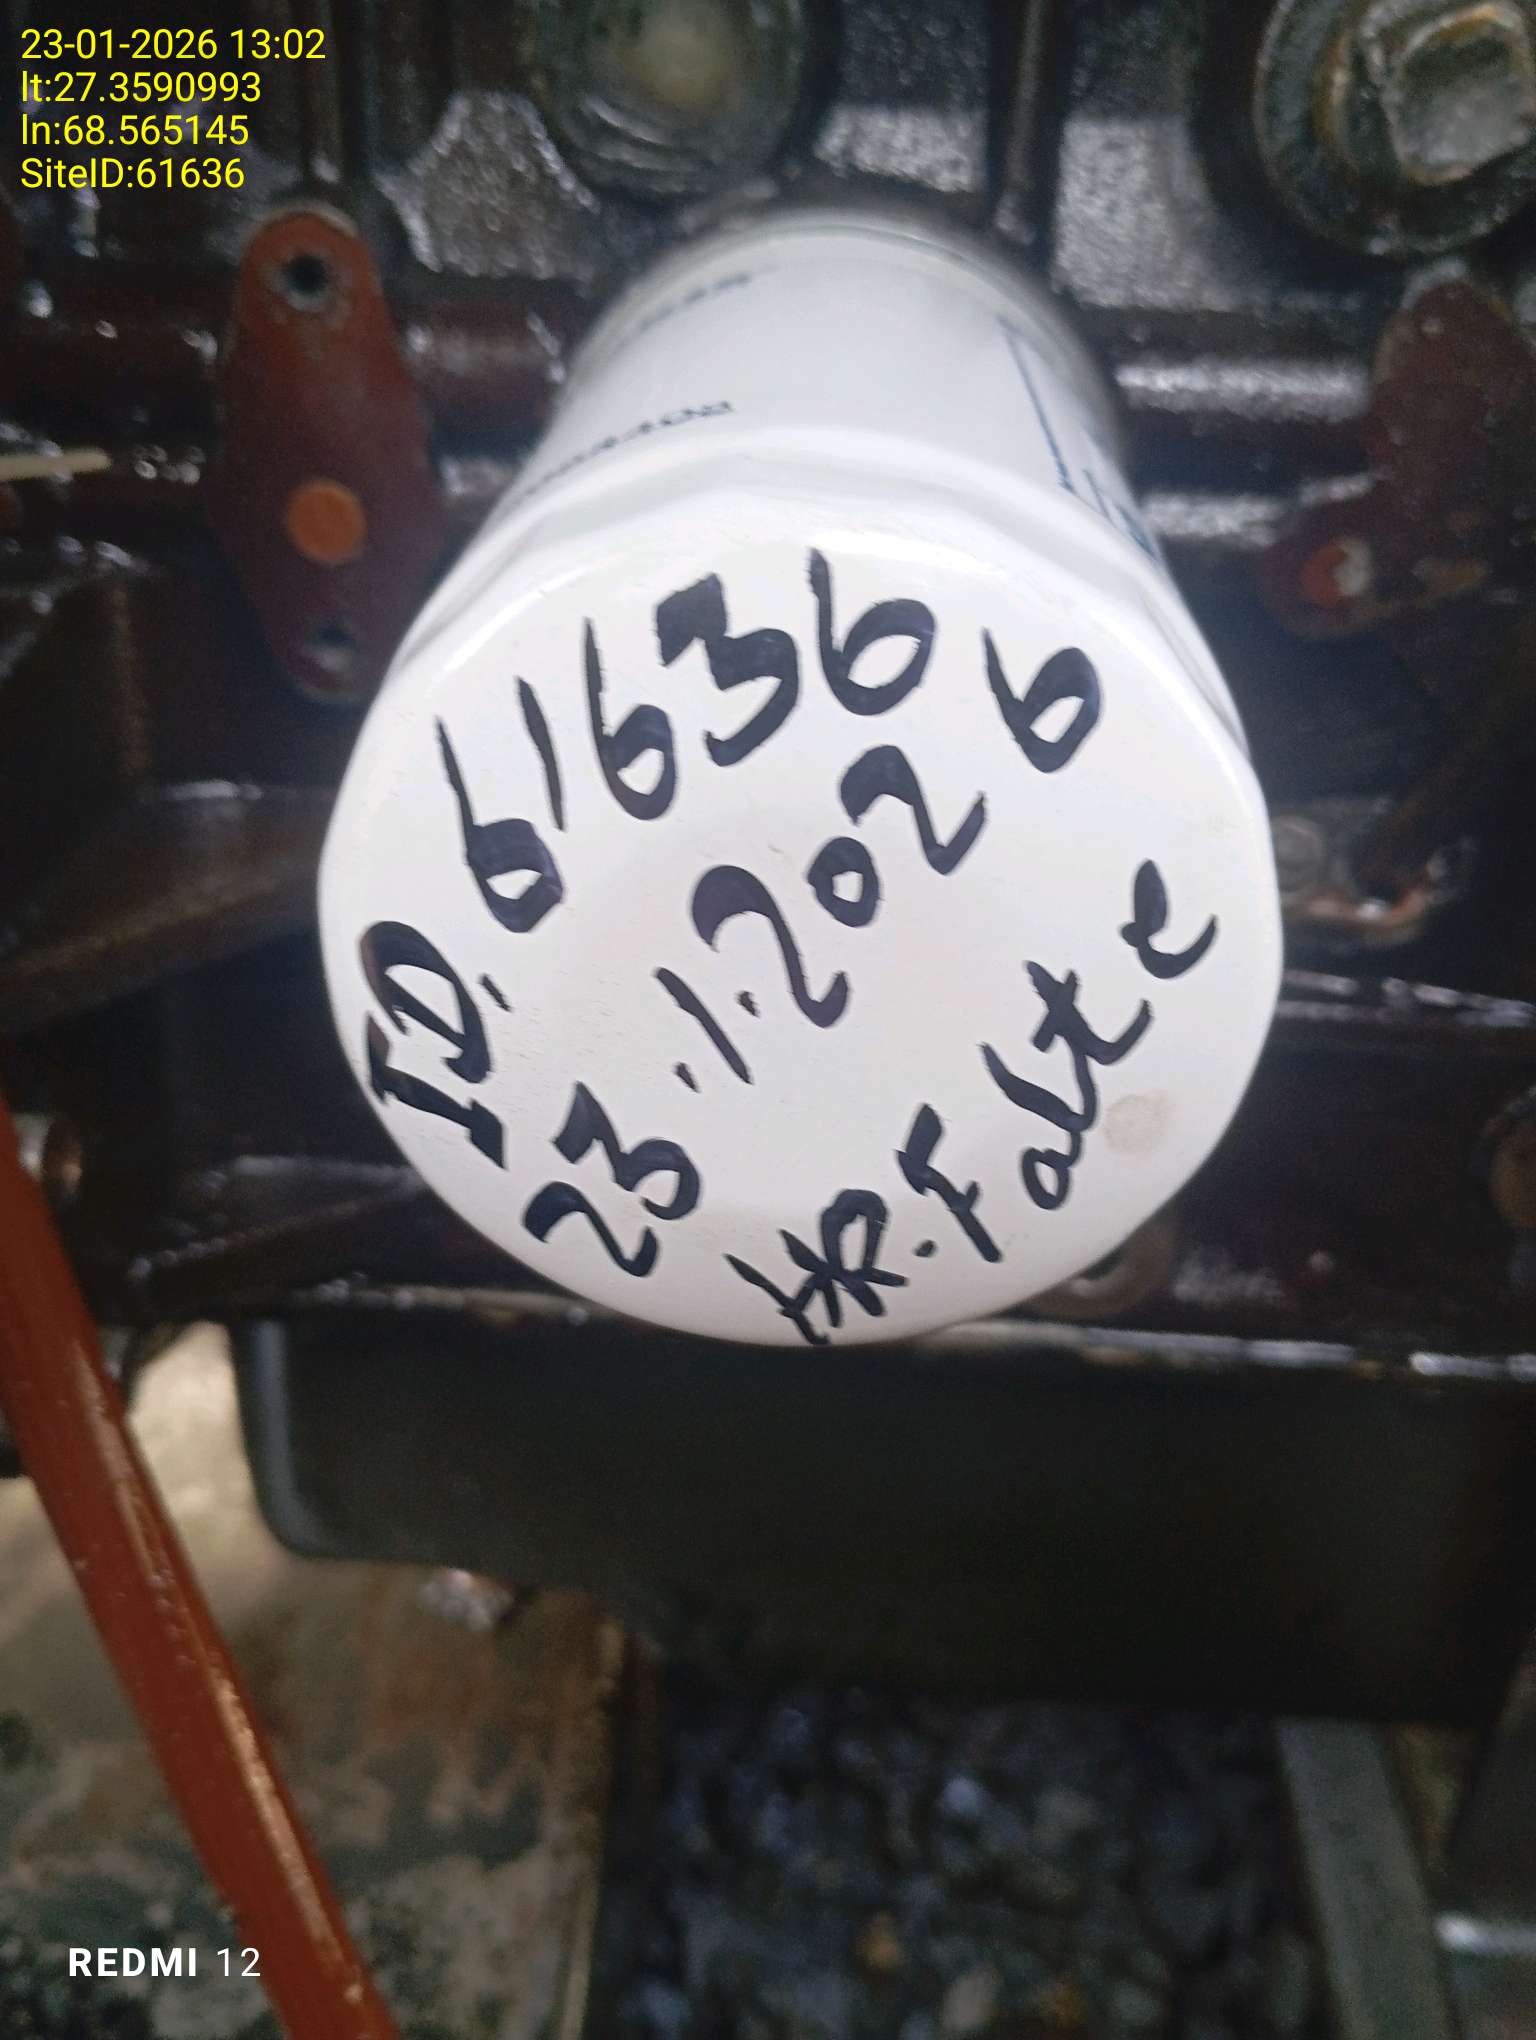 23-01-2026 13:02
lt:27.3590993
ln:68.565145
SiteID:61636
ID. 61636
23.1.2026
HR. Falt e
REDMI 12